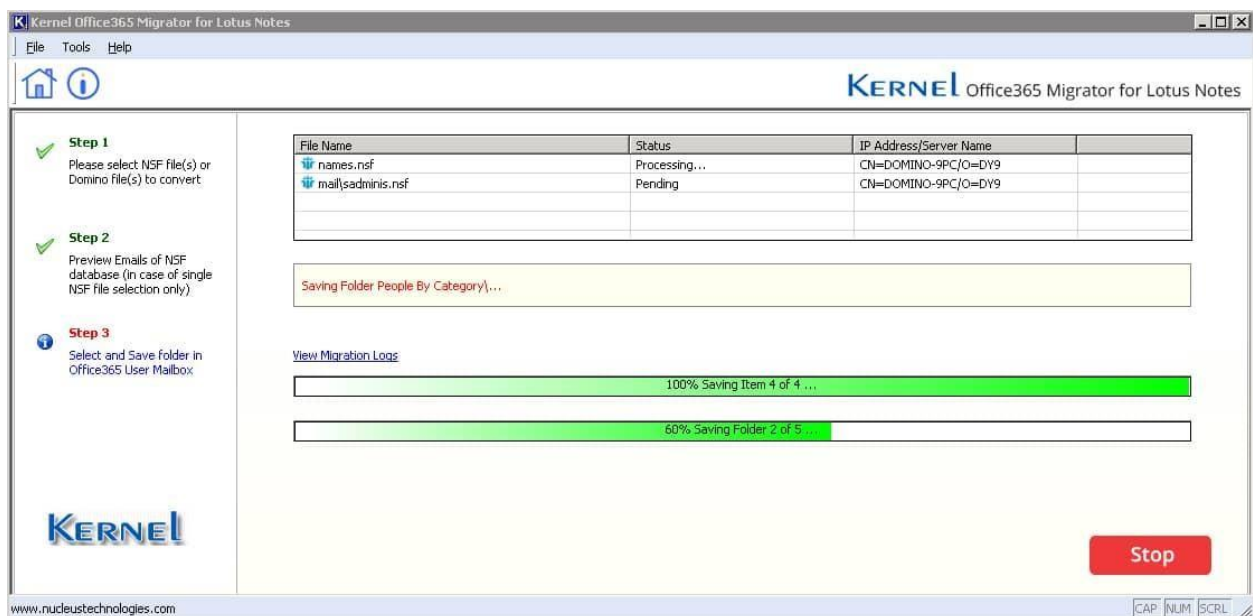 Kernel Office365 Migrator for Lotus Notes
File Tools Help
KERNEL Office365 Migrator for Lotus Notes
Step 1
Please select NSF file(s) or
Domino file(s) to convert
Step 2
Preview Emails of NSF
database (in case of single
NSF file selection only)
Step 3
Select and Save folder in
Office365 User Mailbox
KERNEL
File Name Status IP Address/Server Name
names.nsf Processing... CN=DOMINO-9PC/O=DY9
mail\sadminis.nsf Pending CN=DOMINO-9PC/O=DY9
Saving Folder People By Category\...
View Migration Logs
100% Saving Item 4 of 4 ...
60% Saving Folder 2 of 5 ...
Stop
www.nucleustechnologies.com
CAP NUM SCRL